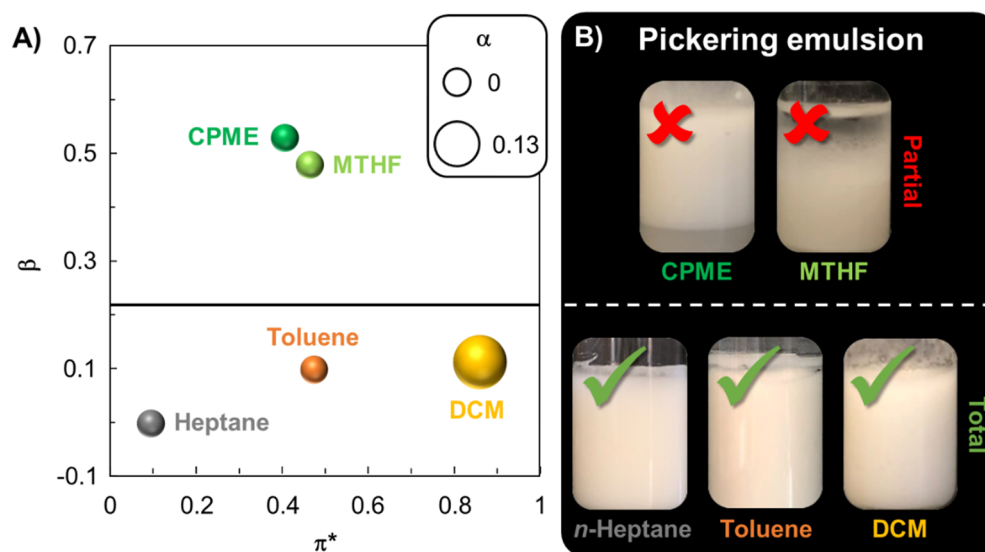 A)
0.7
0.5
0.3
0.1
-0.1
β
0 0.2 0.4 0.6 0.8 1
π*
α
0
0.13
CPME
MTHF
Toluene
DCM
Heptane
B) Pickering emulsion
Partial
CPME MTHF
Total
n-Heptane Toluene DCM